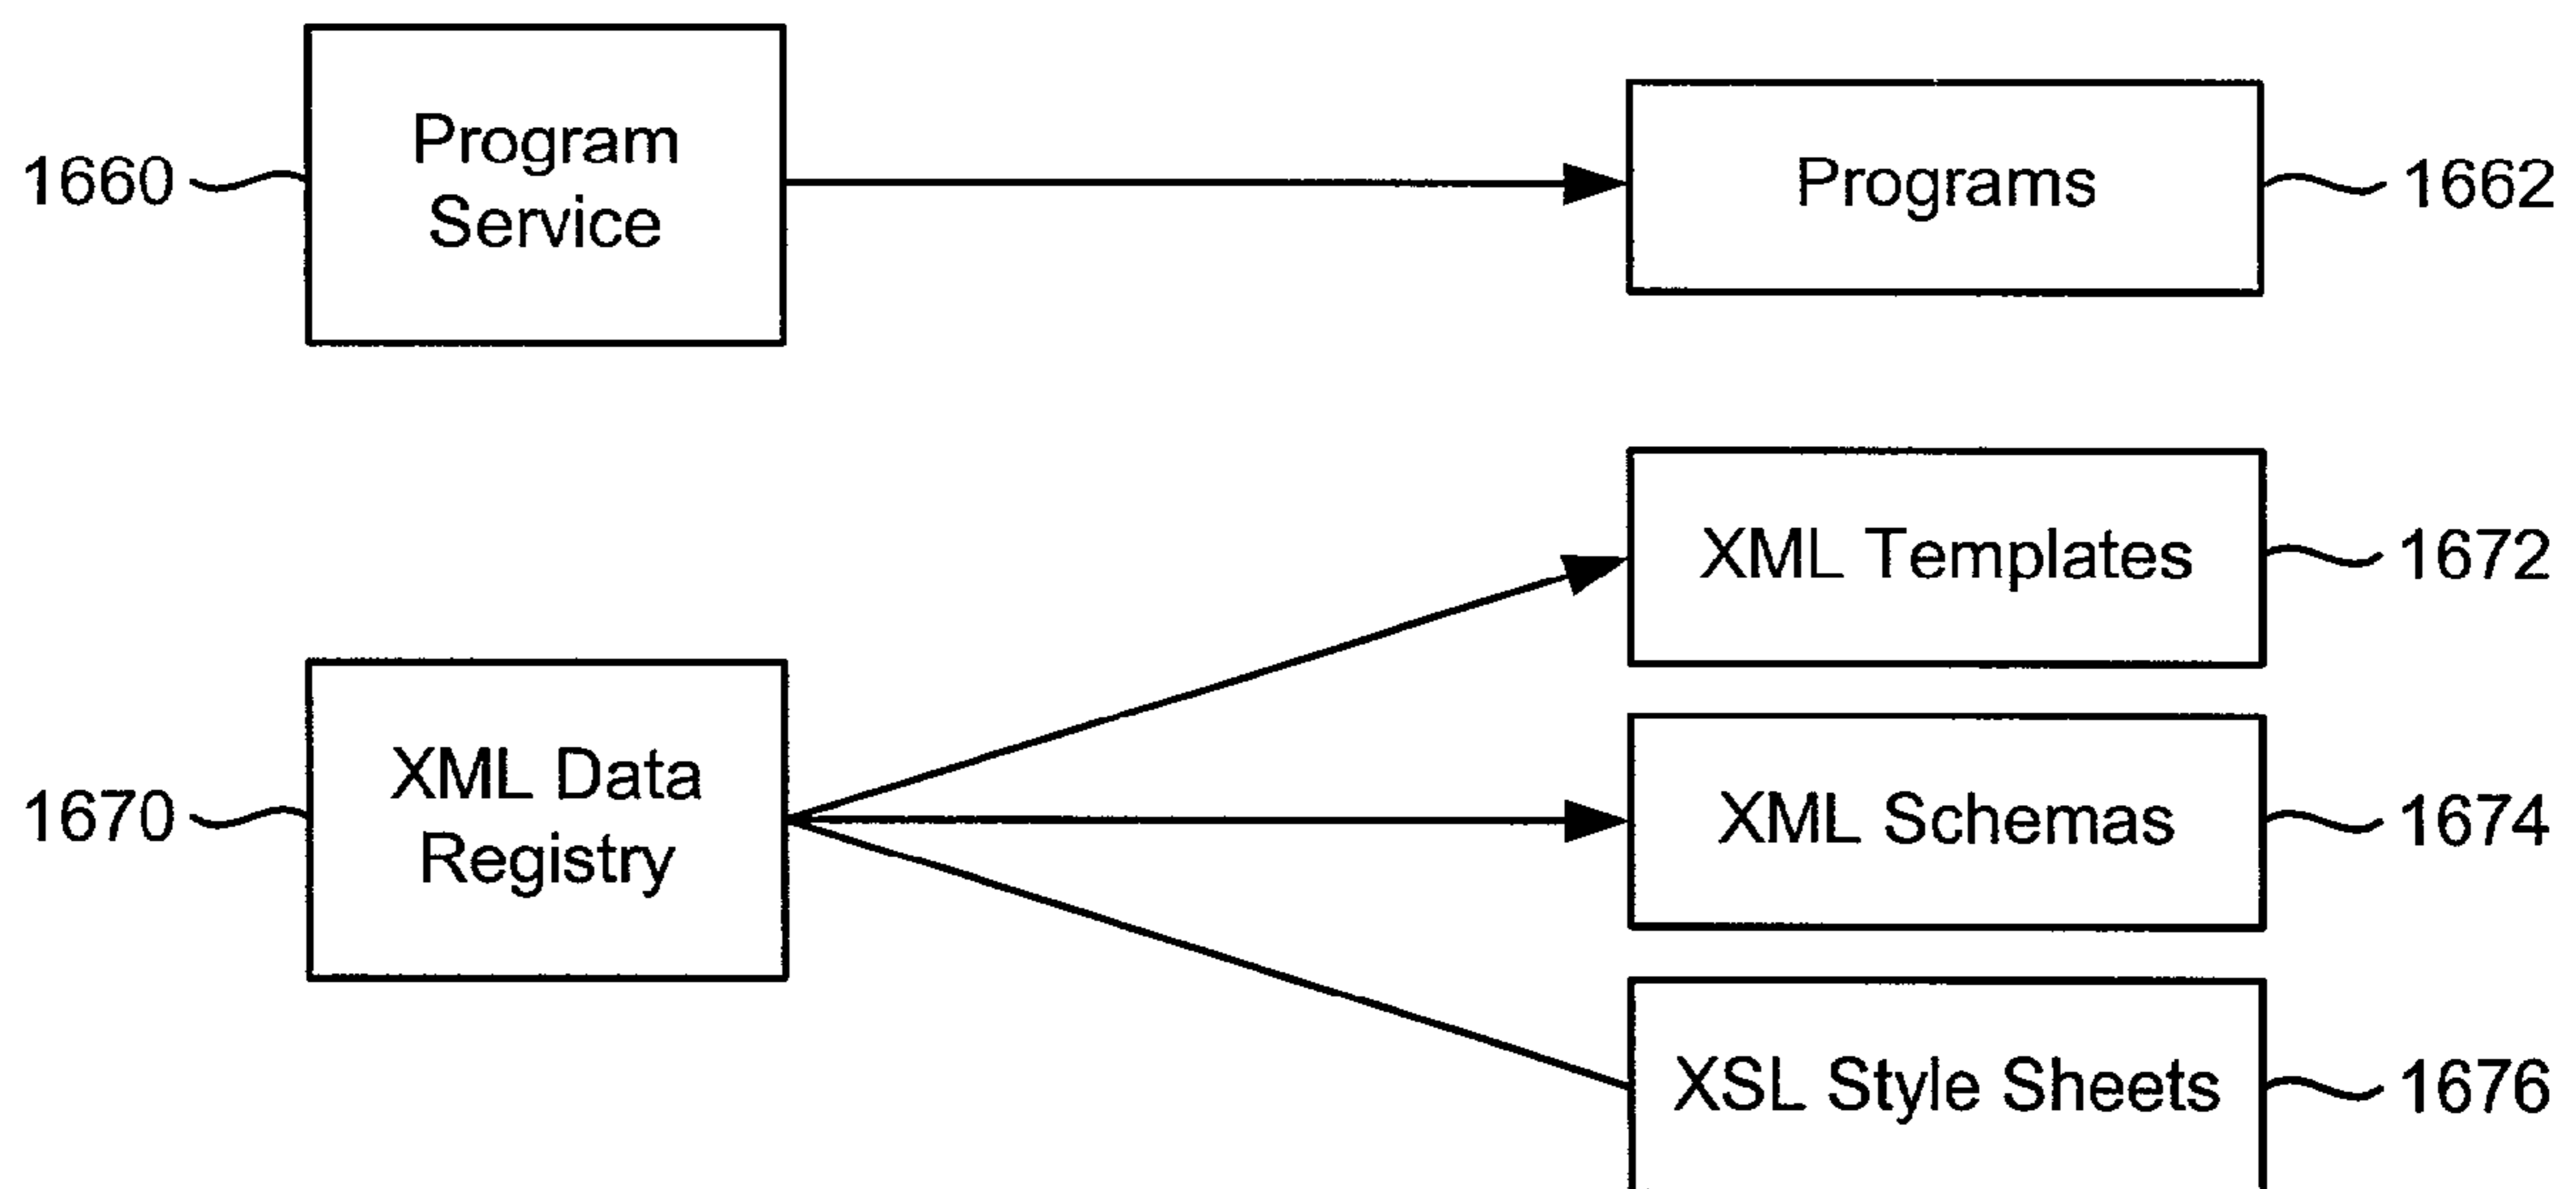 1660
Program
Service
Programs
1662
XML Templates
1672
1670
XML Data
Registry
XML Schemas
1674
XSL Style Sheets
1676